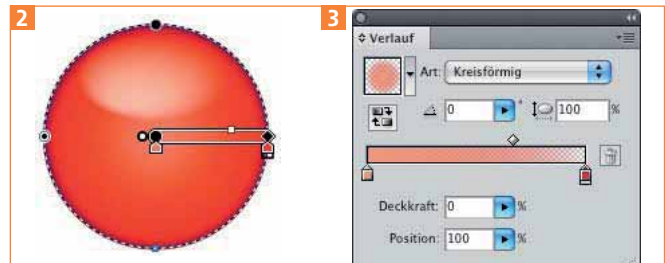 2
3
Verlauf
Art: Kreisförmig
0 ° 100 %
Deckkraft: 0 %
Position: 100 %